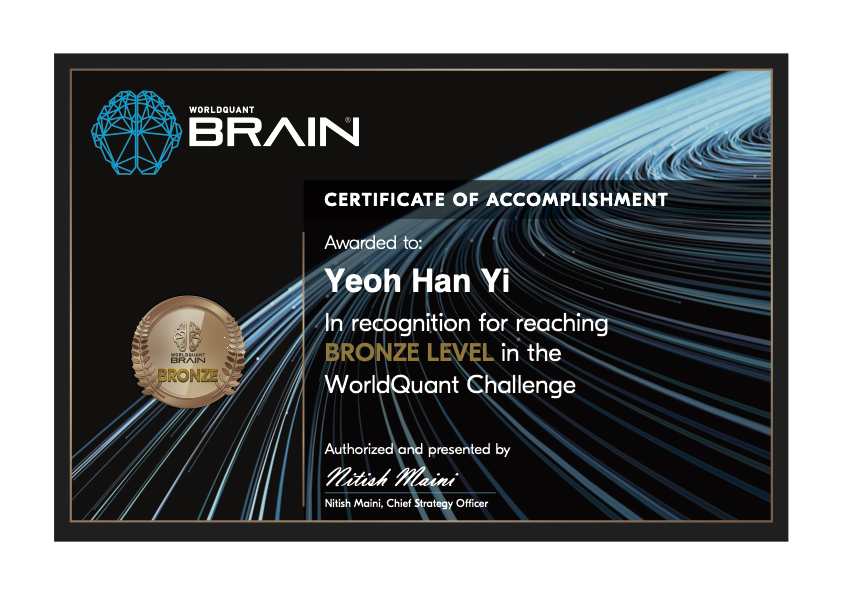 WORLDQUANT
BRAIN®
CERTIFICATE OF ACCOMPLISHMENT
Awarded to:
Yeoh Han Yi
In recognition for reaching
BRONZE LEVEL in the
WorldQuant Challenge
WORLDQUANT
BRAIN
BRONZE
Authorized and presented by
Nitish Maini
Nitish Maini, Chief Strategy Officer